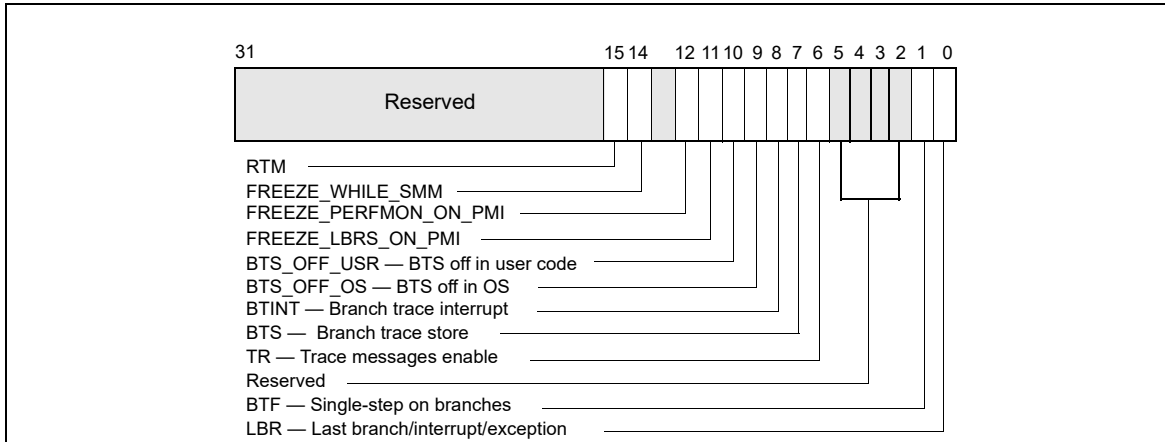 31 15 14 12 11 10 9 8 7 6 5 4 3 2 1 0
Reserved
RTM
FREEZE_WHILE_SMM
FREEZE_PERFMON_ON_PMI
FREEZE_LBRS_ON_PMI
BTS_OFF_USR — BTS off in user code
BTS_OFF_OS — BTS off in OS
BTINT — Branch trace interrupt
BTS — Branch trace store
TR — Trace messages enable
Reserved
BTF — Single-step on branches
LBR — Last branch/interrupt/exception